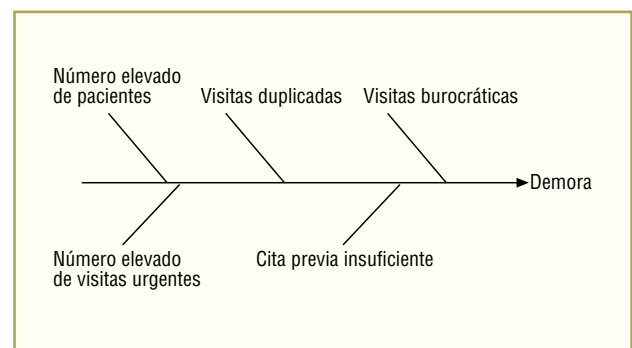 Número elevado
de pacientes
Visitas duplicadas
Visitas burocráticas
Demora
Número elevado
de visitas urgentes
Cita previa insuficiente